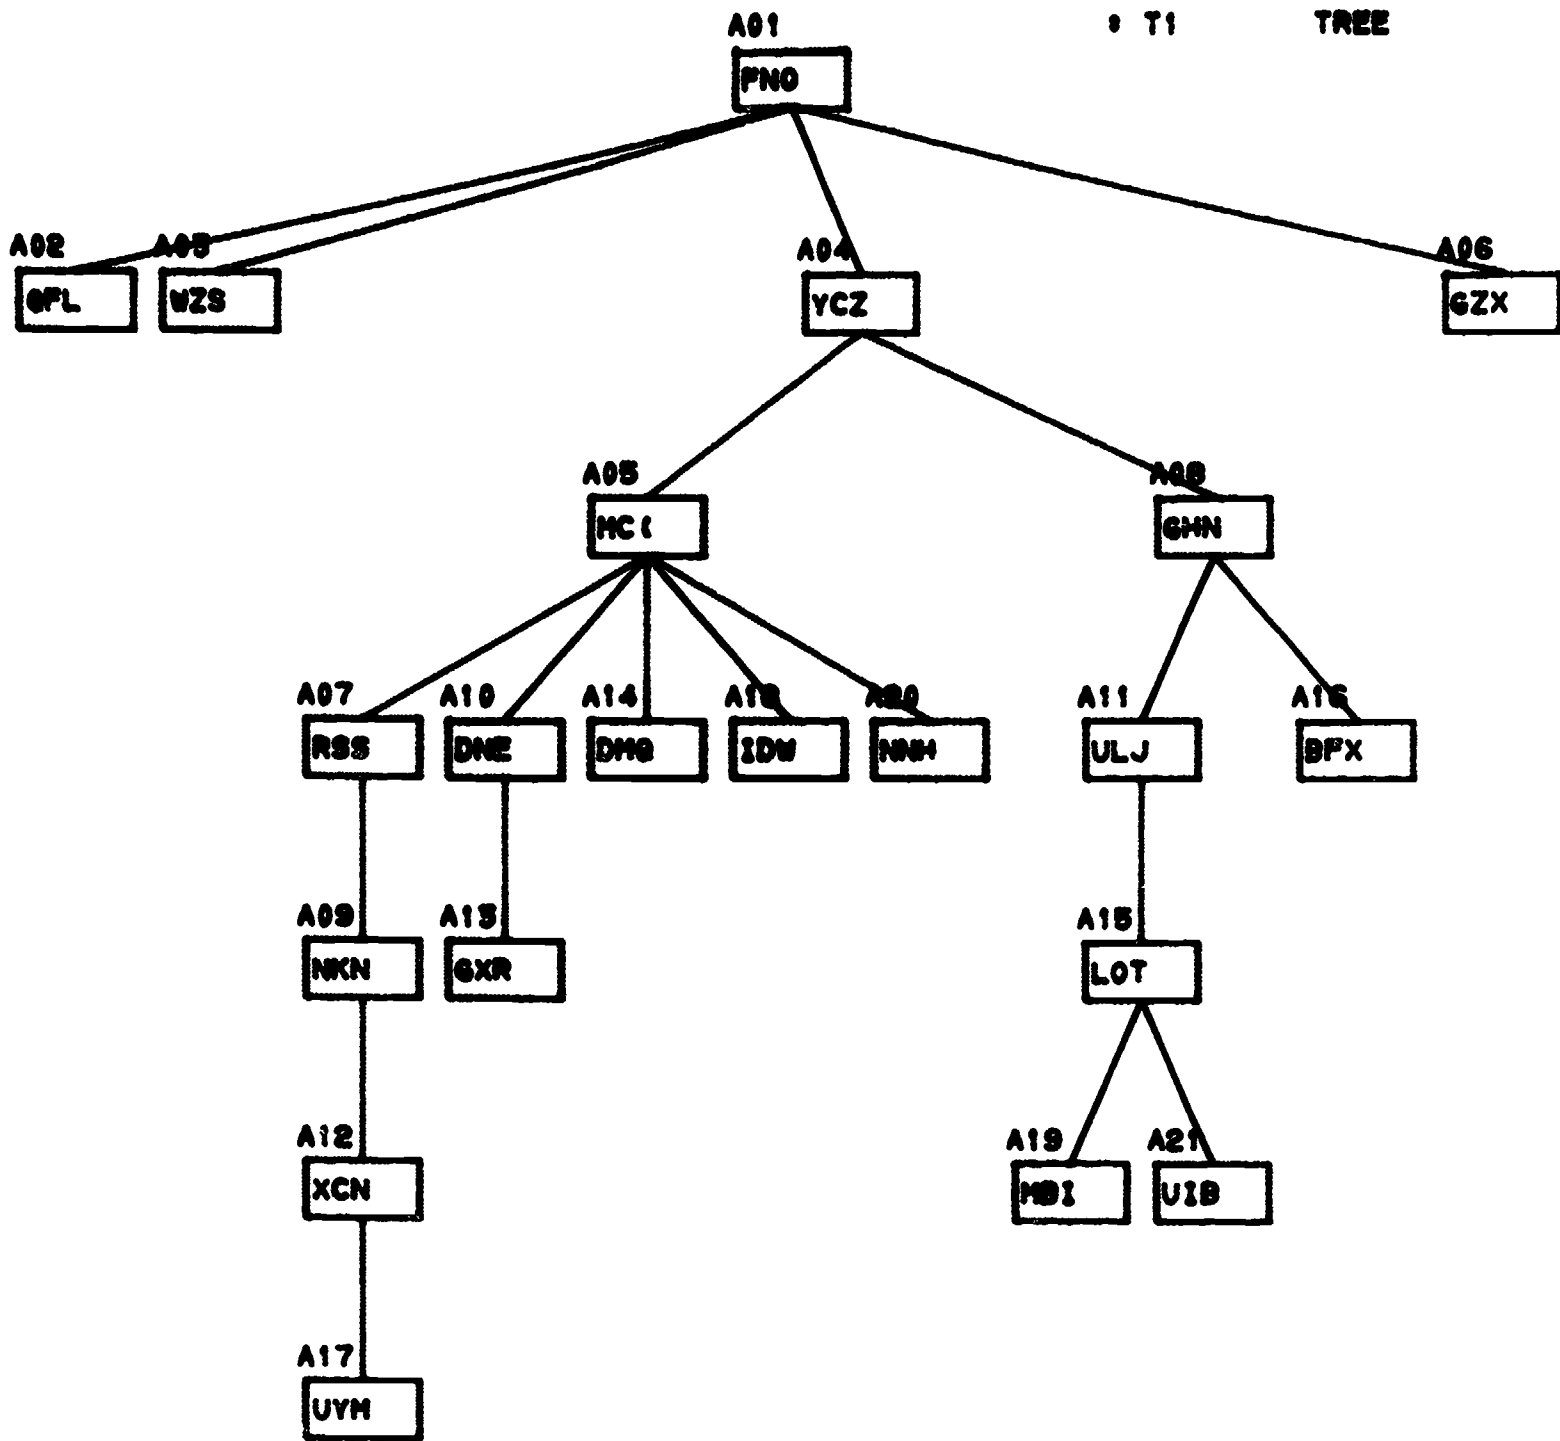 A01 : T1 TREE
PNO
A02 A03 A04 A06
QFL WZS YCZ GZX
A05 A08
MC(
GHN
A07 A10 A14 A18 A20 A11 A16
RSS DNE DMQ IDW NNH ULJ BFX
A09 A13 A15
NKN GXR LOT
A12 A19 A21
XCN MBI UIB
A17
UYM